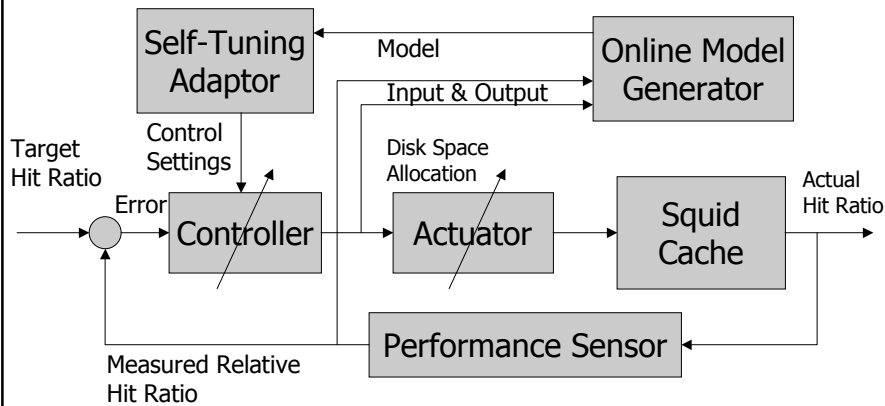 Self-Tuning
Adaptor
Model
Online Model
Generator
Input & Output
Control
Settings
Target
Hit Ratio
Error
Controller
Disk Space
Allocation
Actuator
Squid
Cache
Actual
Hit Ratio
Performance Sensor
Measured Relative
Hit Ratio